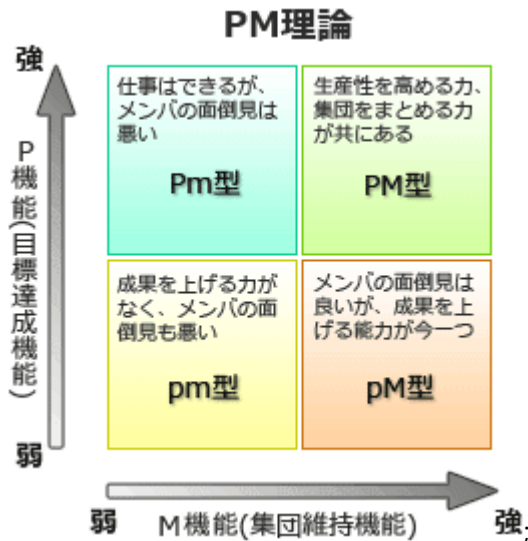 PM理論
強
P機能(目標達成機能)
弱
仕事はできるが、
メンバの面倒見は
悪い
Pm型
生産性を高める力、
集団をまとめる力
が共にある
PM型
成果を上げる力が
なく、メンバの面
倒見も悪い
pm型
メンバの面倒見は
良いが、成果を上
げる能力が今一つ
pM型
弱
M機能(集団維持機能)
強